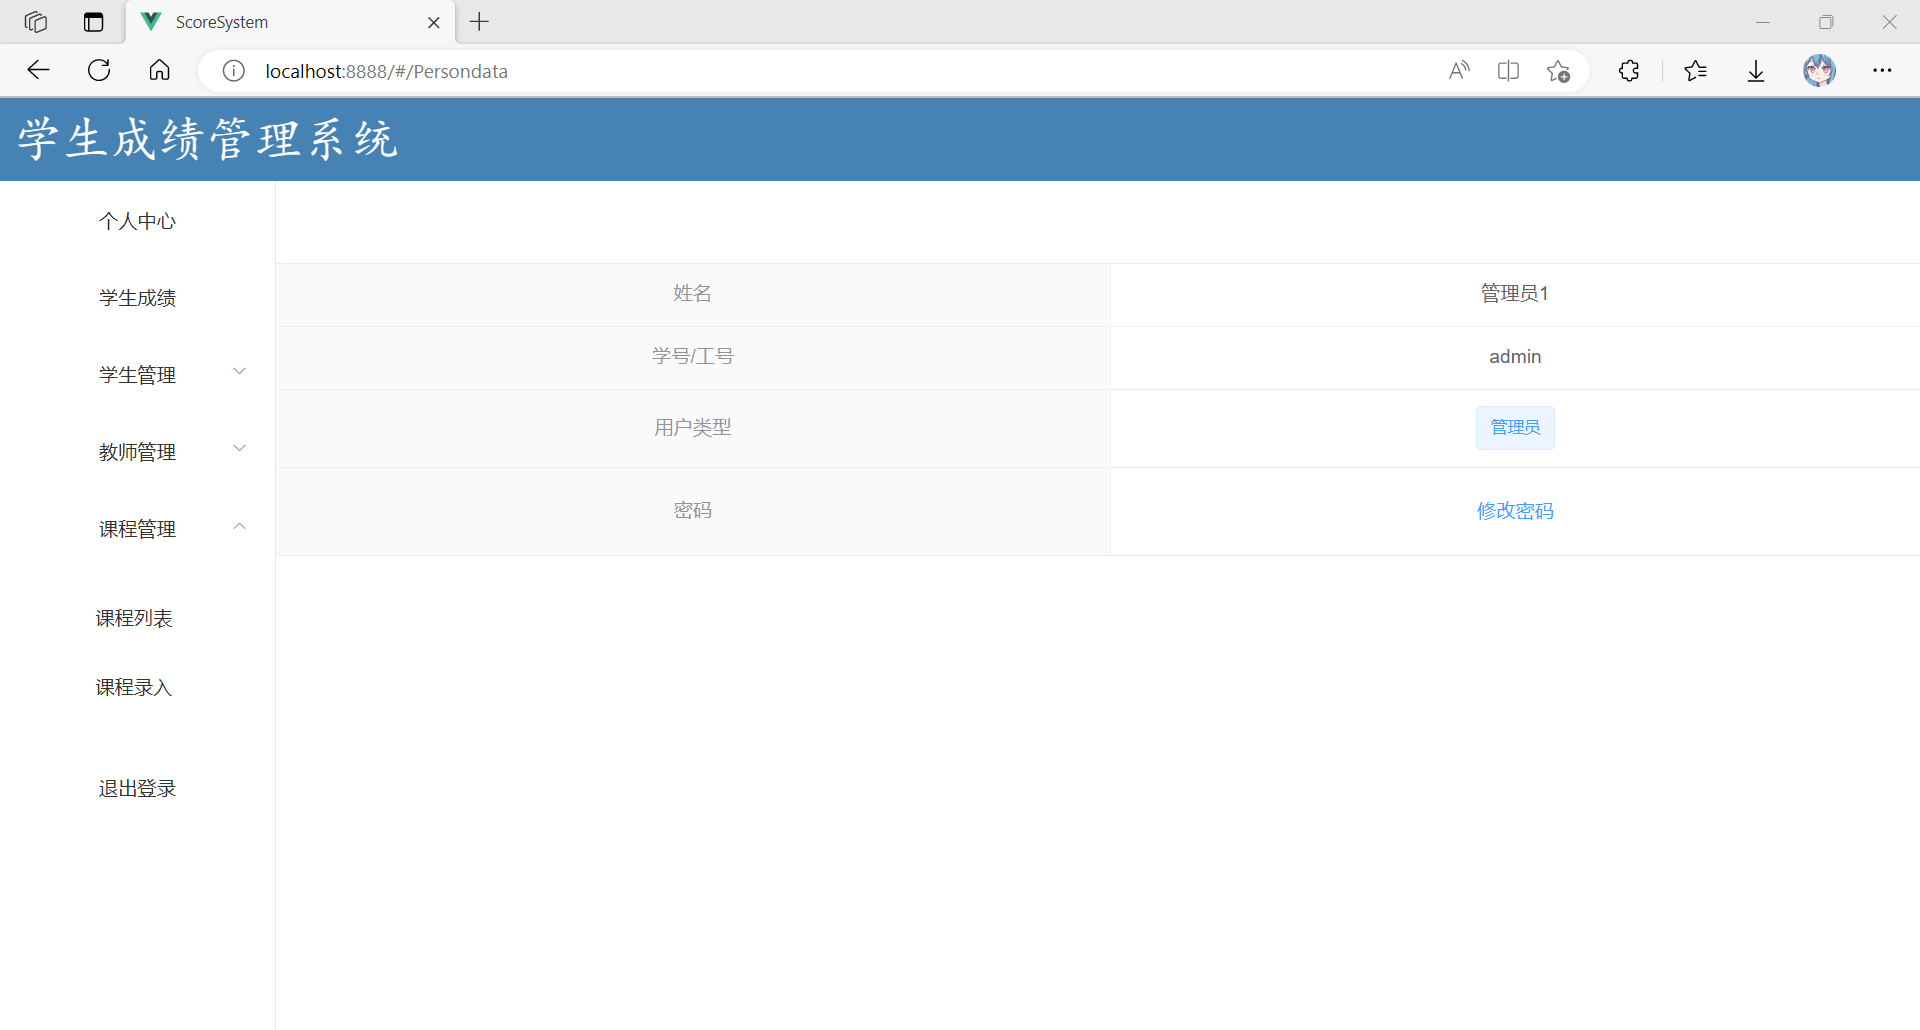 ScoreSystem
localhost:8888/#/Persondata
学生成绩管理系统
个人中心
学生成绩
学生管理
教师管理
课程管理
课程列表
课程录入
退出登录
姓名 管理员1
学号/工号 admin
用户类型 管理员
密码 修改密码